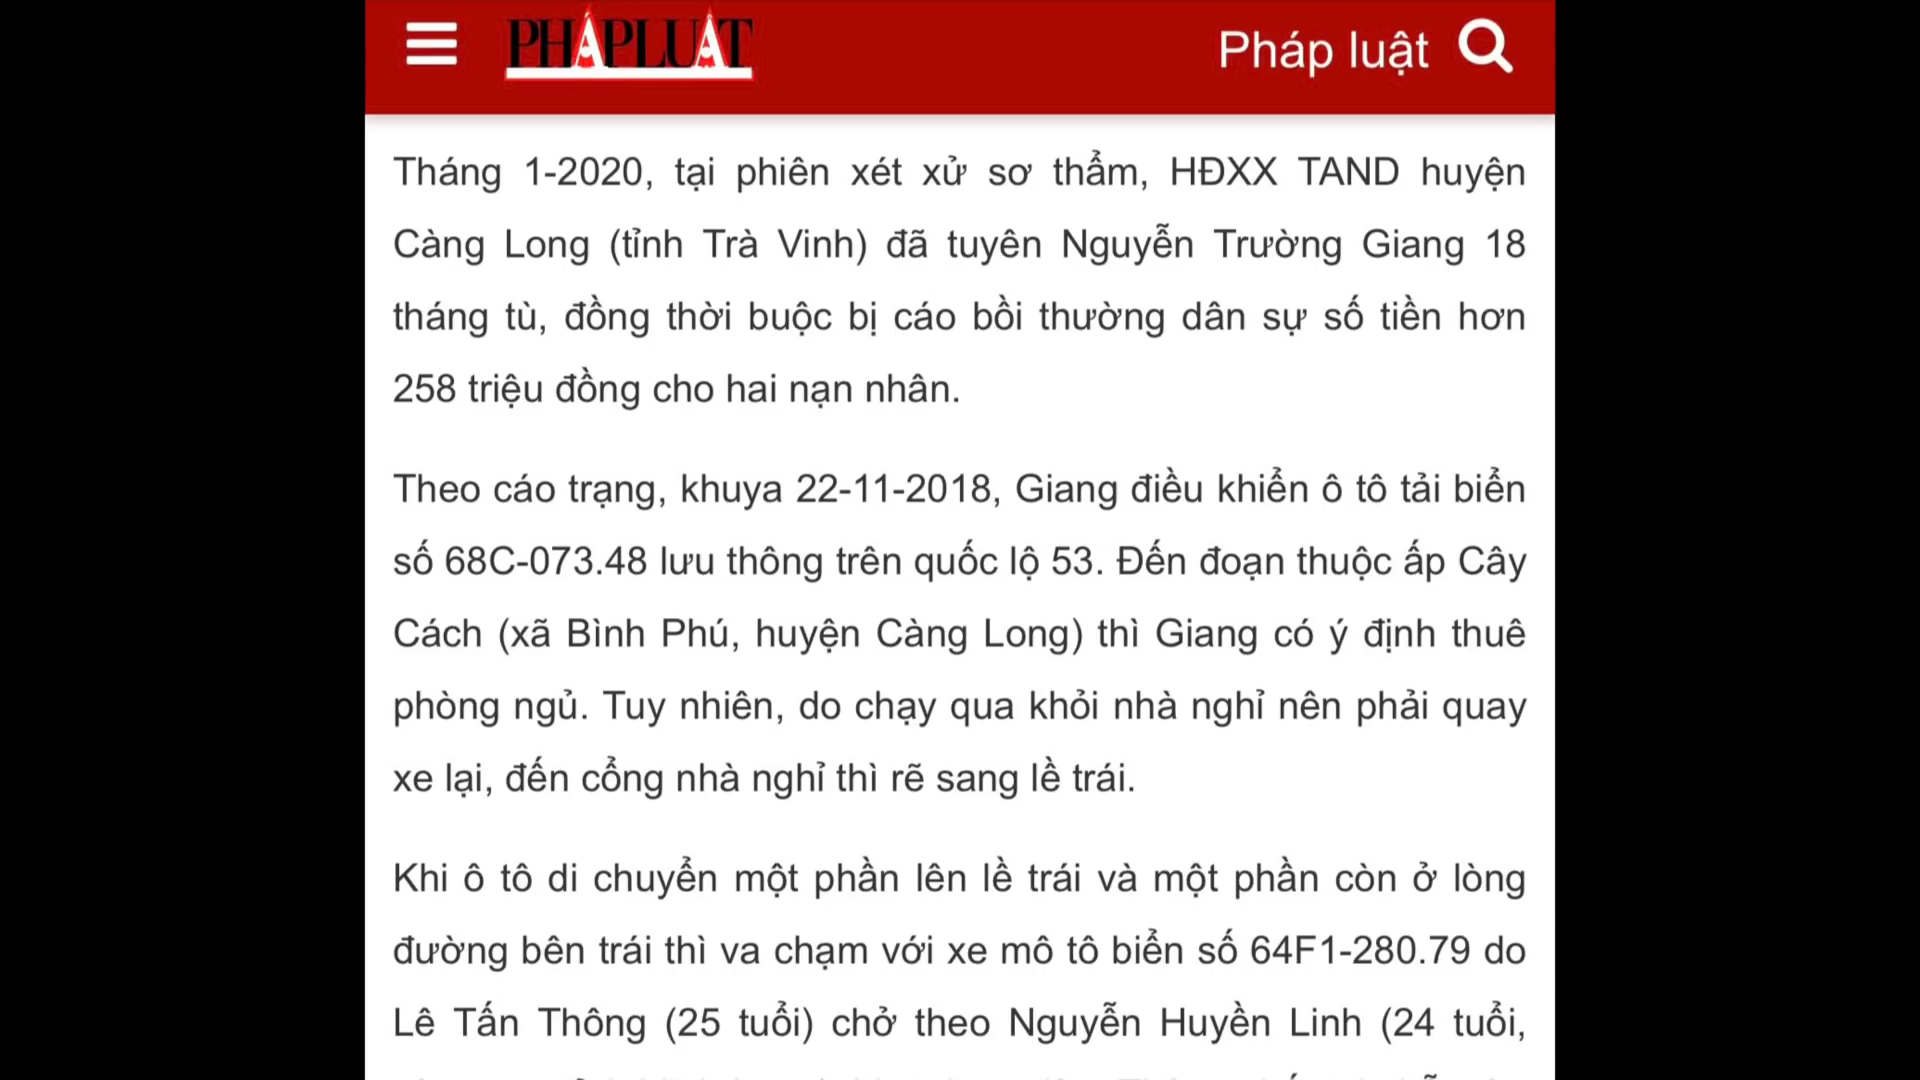 PHÁPLUẬT
Pháp luật
Tháng 1-2020, tại phiên xét xử sơ thẩm, HĐXX TAND huyện
Càng Long (tỉnh Trà Vinh) đã tuyên Nguyễn Trường Giang 18
tháng tù, đồng thời buộc bị cáo bồi thường dân sự số tiền hơn
258 triệu đồng cho hai nạn nhân.
Theo cáo trạng, khuya 22-11-2018, Giang điều khiển ô tô tải biển
số 68C-073.48 lưu thông trên quốc lộ 53. Đến đoạn thuộc ấp Cây
Cách (xã Bình Phú, huyện Càng Long) thì Giang có ý định thuê
phòng ngủ. Tuy nhiên, do chạy qua khỏi nhà nghỉ nên phải quay
xe lại, đến cổng nhà nghỉ thì rẽ sang lề trái.
Khi ô tô di chuyển một phần lên lề trái và một phần còn ở lòng
đường bên trái thì va chạm với xe mô tô biển số 64F1-280.79 do
Lê Tấn Thông (25 tuổi) chở theo Nguyễn Huyền Linh (24 tuổi,